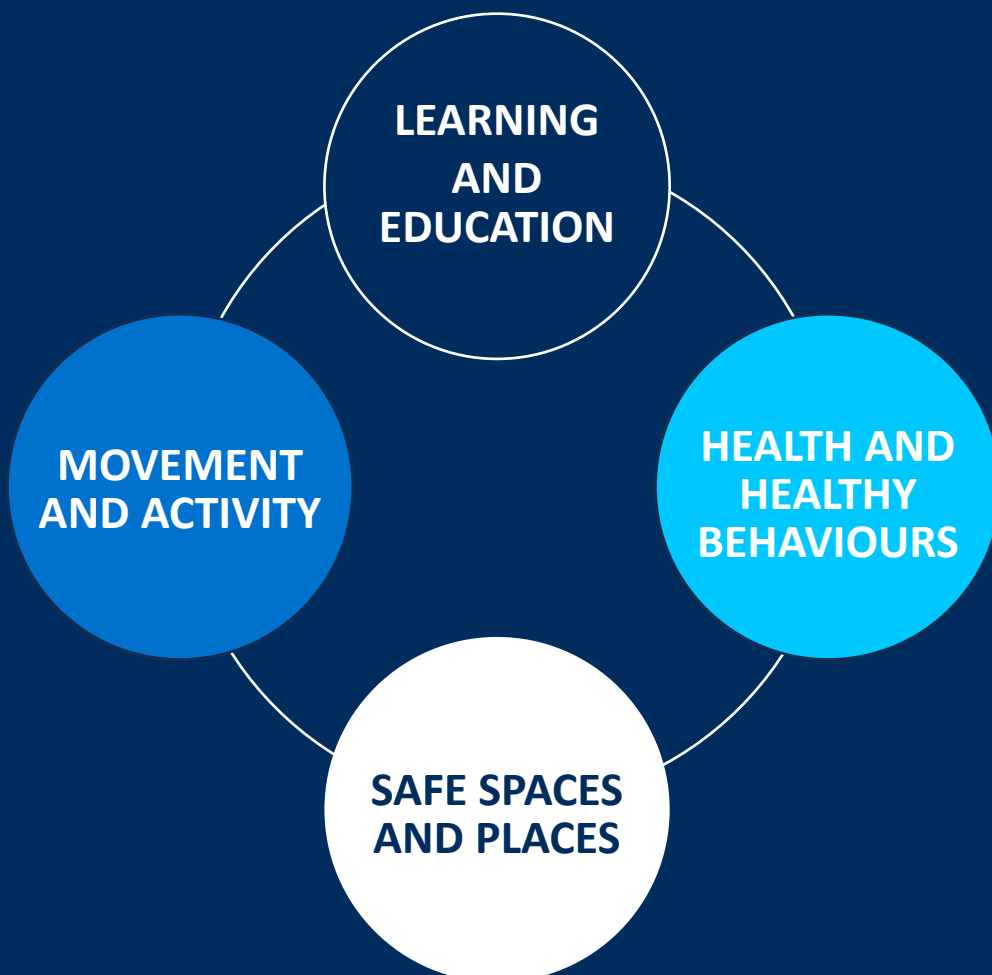 LEARNING
AND
EDUCATION
MOVEMENT
AND ACTIVITY
HEALTH AND
HEALTHY
BEHAVIOURS
SAFE SPACES
AND PLACES